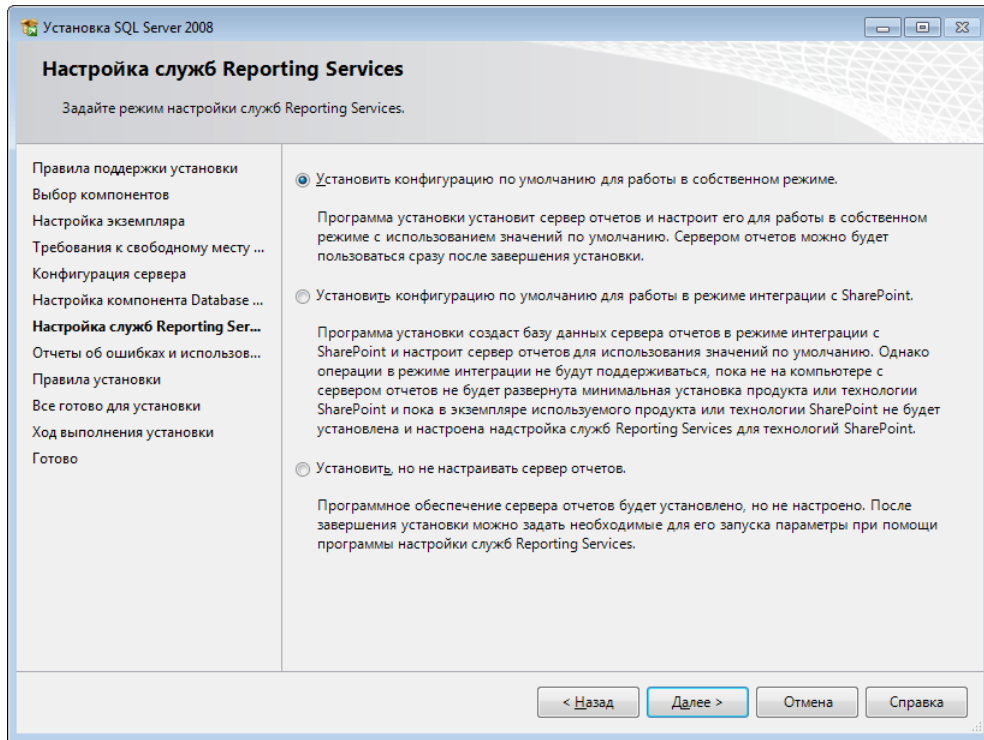 Установка SQL Server 2008
Настройка служб Reporting Services
Задайте режим настройки служб Reporting Services.
Правила поддержки установки
Выбор компонентов
Настройка экземпляра
Требования к свободному месту ...
Конфигурация сервера
Настройка компонента Database ...
Настройка служб Reporting Ser...
Отчеты об ошибках и использов...
Правила установки
Все готово для установки
Ход выполнения установки
Готово
Установить конфигурацию по умолчанию для работы в собственном режиме.
Программа установки установит сервер отчетов и настроит его для работы в собственном
режиме с использованием значений по умолчанию. Сервером отчетов можно будет
пользоваться сразу после завершения установки.
Установить конфигурацию по умолчанию для работы в режиме интеграции с SharePoint.
Программа установки создаст базу данных сервера отчетов в режиме интеграции с
SharePoint и настроит сервер отчетов для использования значений по умолчанию. Однако
операции в режиме интеграции не будут поддерживаться, пока не на компьютере с
сервером отчетов не будет развернута минимальная установка продукта или технологии
SharePoint и пока в экземпляре используемого продукта или технологии SharePoint не будет
установлена и настроена надстройка служб Reporting Services для технологий SharePoint.
Установить, но не настраивать сервер отчетов.
Программное обеспечение сервера отчетов будет установлено, но не настроено. После
завершения установки можно задать необходимые для его запуска параметры при помощи
программы настройки служб Reporting Services.
< Назад
Далее >
Отмена
Справка